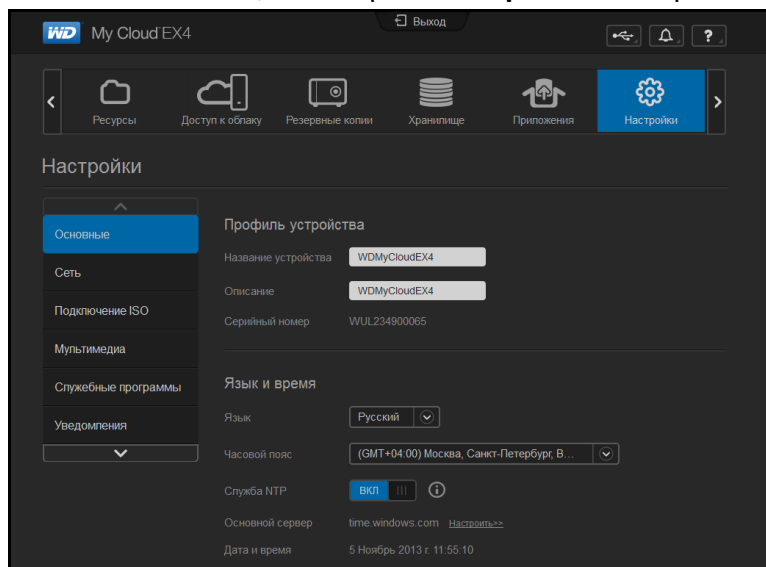 WD My Cloud EX4
Выход
?
Ресурсы Доступ к облаку Резервные копии Хранилище Приложения Настройки
Настройки
Основные
Сеть
Подключение ISO
Мультимедиа
Служебные программы
Уведомления
Профиль устройства
Название устройства WDMyCloudEX4
Описание WDMyCloudEX4
Серийный номер WUL234900065
Язык и время
Язык Русский
Часовой пояс (GMT+04:00) Москва, Санкт-Петербург, В...
Служба NTP ВКЛ
Основной сервер time.windows.com Настроить>>
Дата и время 5 Ноябрь 2013 г. 11:55:10